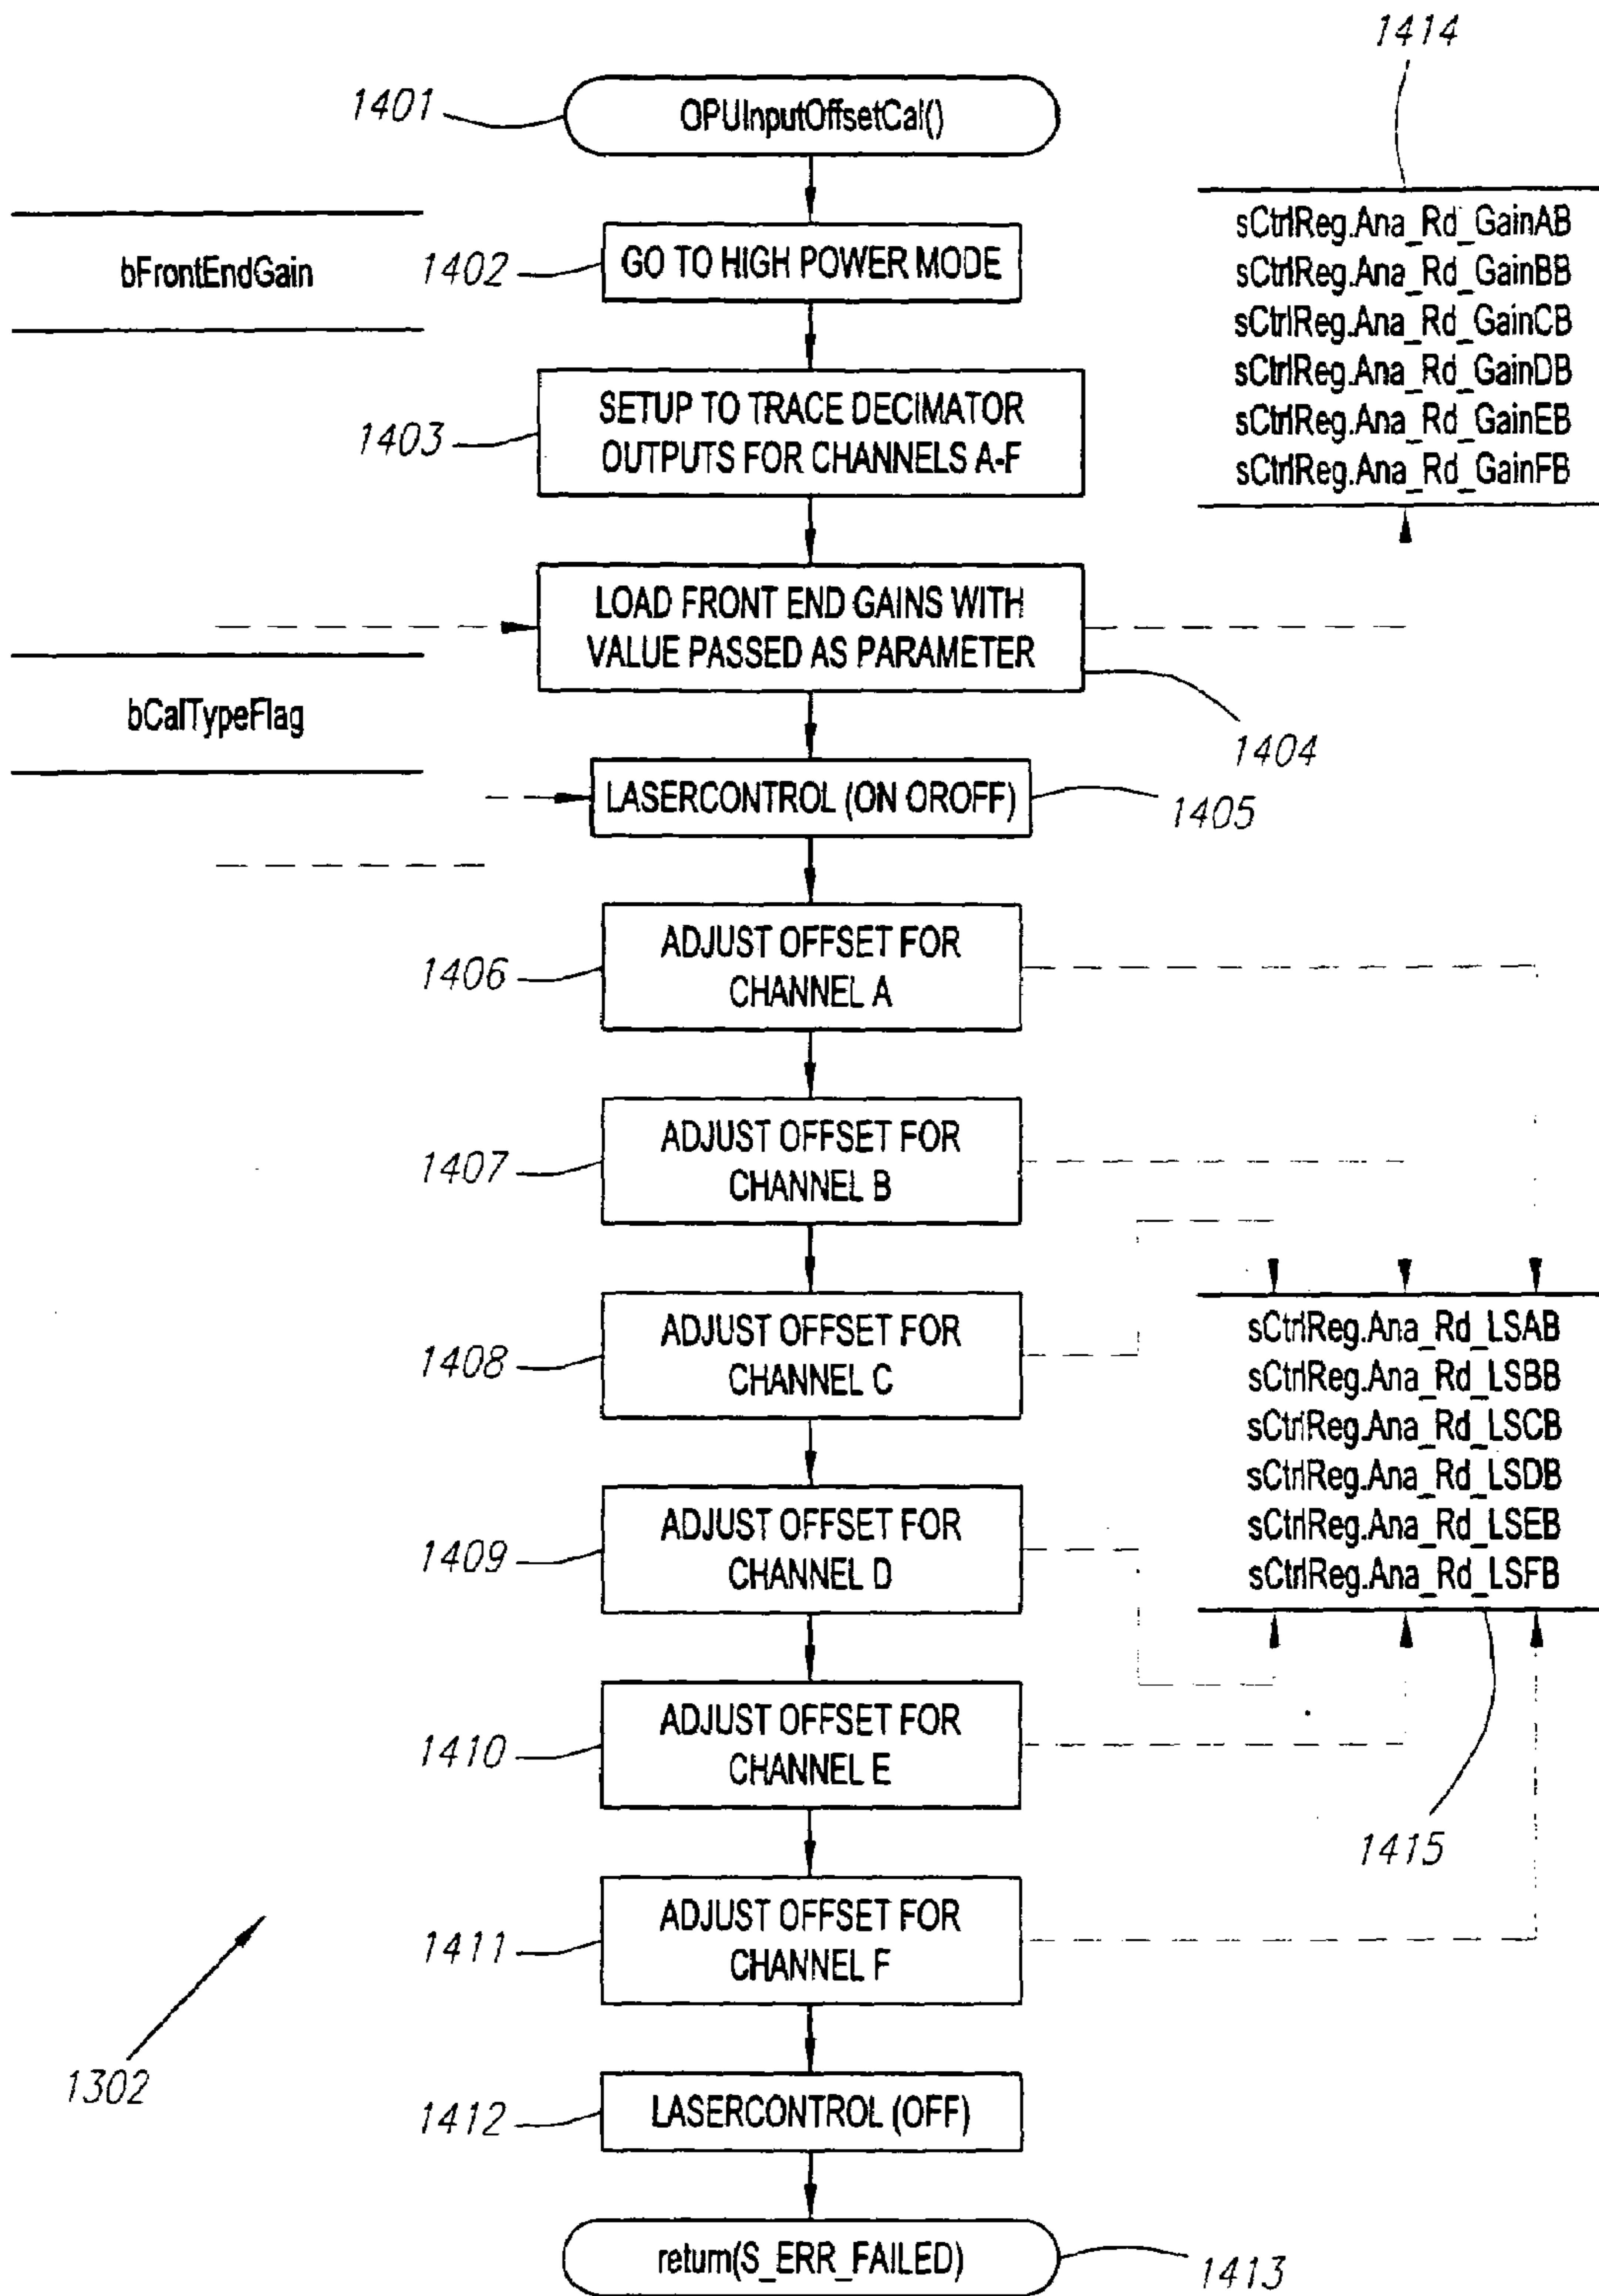 1414
1401
OPUInputOffsetCal()
bFrontEndGain
1402
GO TO HIGH POWER MODE
sCtrlReg.Ana_Rd_GainAB
sCtrlReg.Ana_Rd_GainBB
sCtrlReg.Ana_Rd_GainCB
sCtrlReg.Ana_Rd_GainDB
sCtrlReg.Ana_Rd_GainEB
sCtrlReg.Ana_Rd_GainFB
1403
SETUP TO TRACE DECIMATOR
OUTPUTS FOR CHANNELS A-F
LOAD FRONT END GAINS WITH
VALUE PASSED AS PARAMETER
1404
bCalTypeFlag
LASERCONTROL (ON OROFF)
1405
1406
ADJUST OFFSET FOR
CHANNEL A
1407
ADJUST OFFSET FOR
CHANNEL B
1408
ADJUST OFFSET FOR
CHANNEL C
sCtrlReg.Ana_Rd_LSAB
sCtrlReg.Ana_Rd_LSBB
sCtrlReg.Ana_Rd_LSCB
sCtrlReg.Ana_Rd_LSDB
sCtrlReg.Ana_Rd_LSEB
sCtrlReg.Ana_Rd_LSFB
1409
ADJUST OFFSET FOR
CHANNEL D
1410
ADJUST OFFSET FOR
CHANNEL E
1415
1411
ADJUST OFFSET FOR
CHANNEL F
1302
1412
LASERCONTROL (OFF)
return(S_ERR_FAILED)
1413